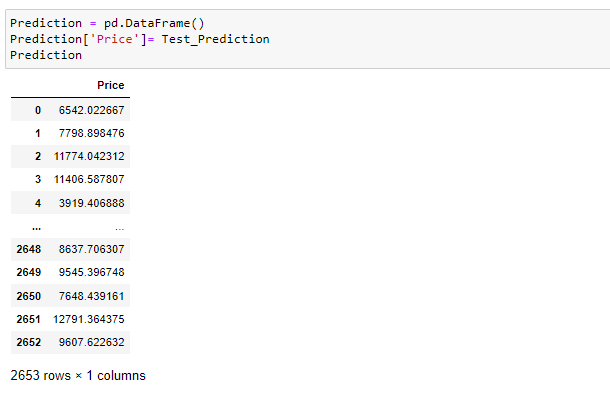 Prediction = pd.DataFrame()
Prediction['Price']= Test_Prediction
Prediction
Price
0 6542.022667
1 7798.898476
2 11774.042312
3 11406.587807
4 3919.406888
... ...
2648 8637.706307
2649 9545.396748
2650 7648.439161
2651 12791.364375
2652 9607.622632
2653 rows × 1 columns